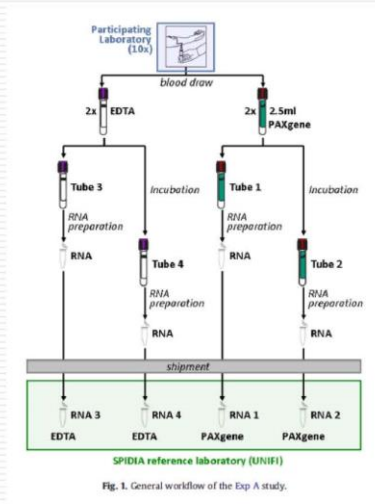 Participating
Laboratory
(10x)
blood draw
2x EDTA
2x 2.5ml
PAXgene
Tube 3
Incubation
Tube 1
Incubation
RNA
preparation
RNA
preparation
RNA
Tube 4
RNA
Tube 2
RNA
preparation
RNA
preparation
RNA
RNA
shipment
RNA 3
RNA 4
RNA 1
RNA 2
EDTA
EDTA
PAXgene
PAXgene
SPIDIA reference laboratory (UNIFI)
Fig. 1. General workflow of the Exp A study.